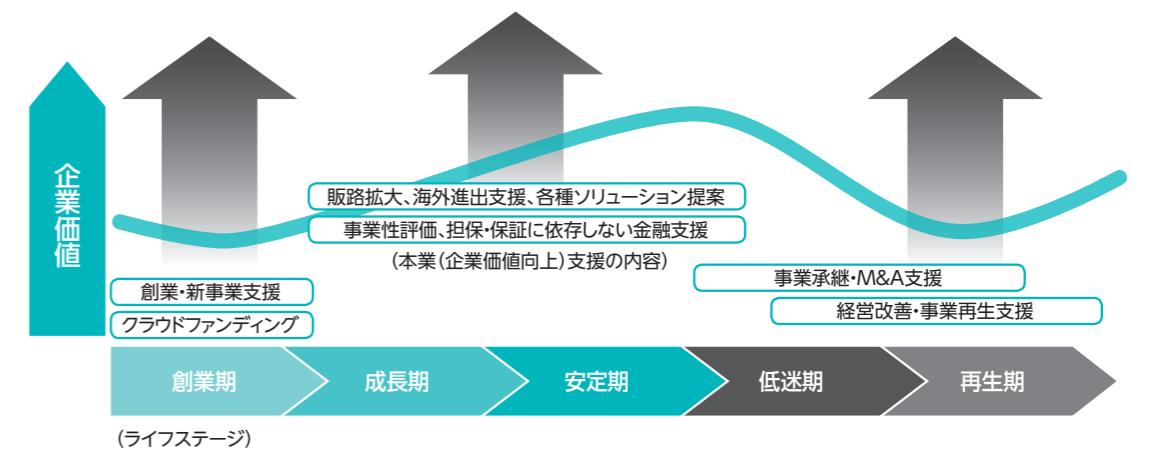 企業価値
販路拡大、海外進出支援、各種ソリューション提案
事業性評価、担保・保証に依存しない金融支援
(本業(企業価値向上)支援の内容)
創業・新事業支援
クラウドファンディング
事業承継・M&A支援
経営改善・事業再生支援
創業期
成長期
安定期
低迷期
再生期
(ライフステージ)